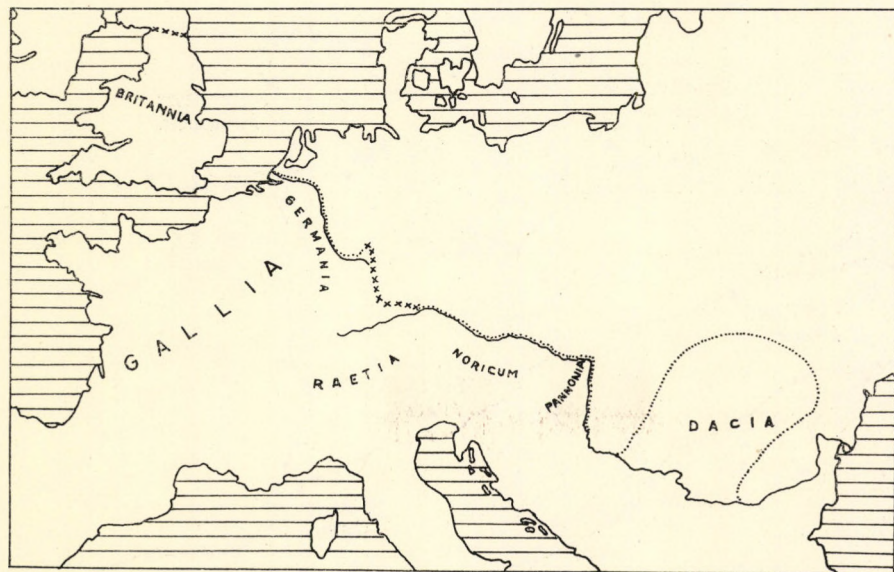 BRITANNIA
GERMANIA
GALLIA
RAETIA
NORICUM
PANNONIA
DACIA